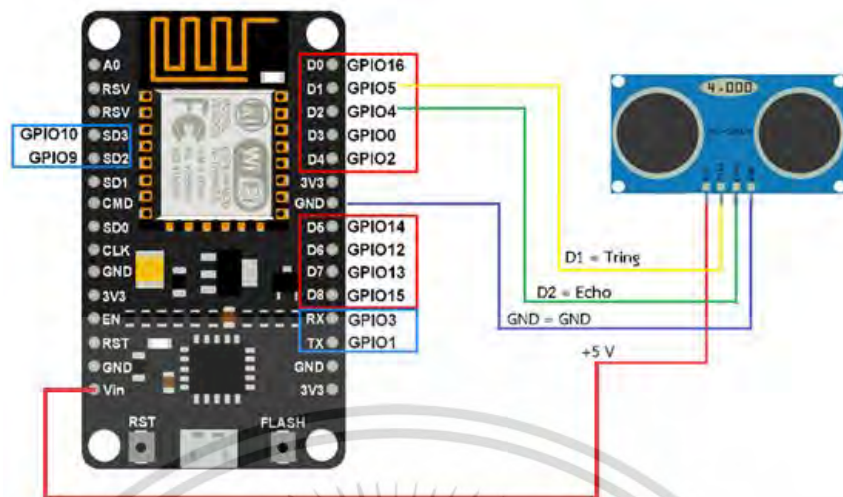 A0
RSV
RSV
GPIO10 SD3
GPIO9 SD2
SD1
CMD
SD0
CLK
GND
3V3
EN
RST
GND
Vin
D0 GPIO16
D1 GPIO5
D2 GPIO4
D3 GPIO0
D4 GPIO2
3V3
GND
D5 GPIO14
D6 GPIO12
D7 GPIO13
D8 GPIO15
RX GPIO3
TX GPIO1
GND
3V3
WiFi
RST
FLASH
4.000
D1 = Tring
D2 = Echo
GND = GND
+5 V